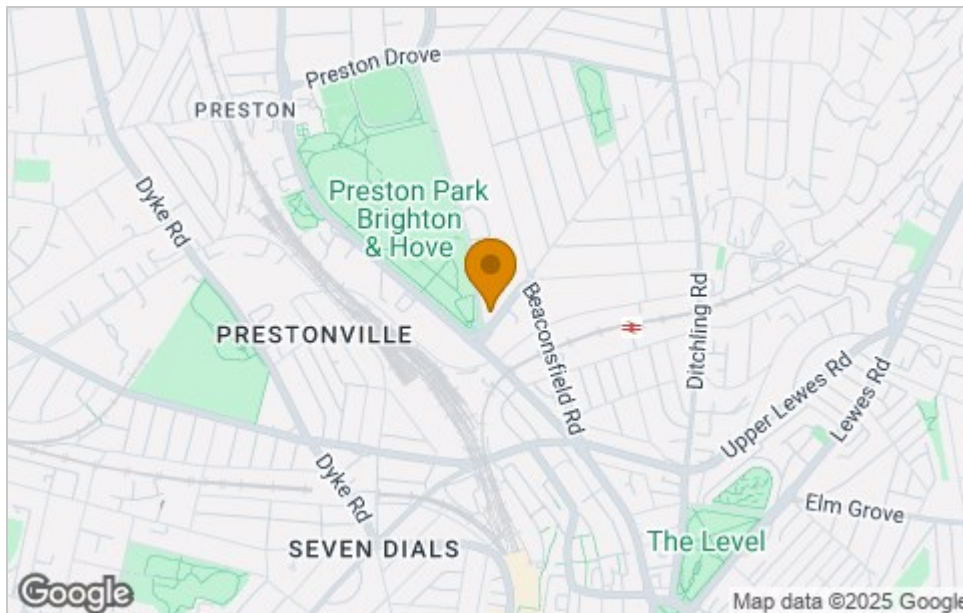 Preston Drove
PRESTON
Preston Park
Brighton
& Hove
Dyke Rd
PRESTONVILLE
Beaconsfield Rd
Ditchling Rd
Upper Lewes Rd
Lewes Rd
Dyke Rd
Elm Grove
SEVEN DIALS
The Level
Google
Map data ©2025 Google